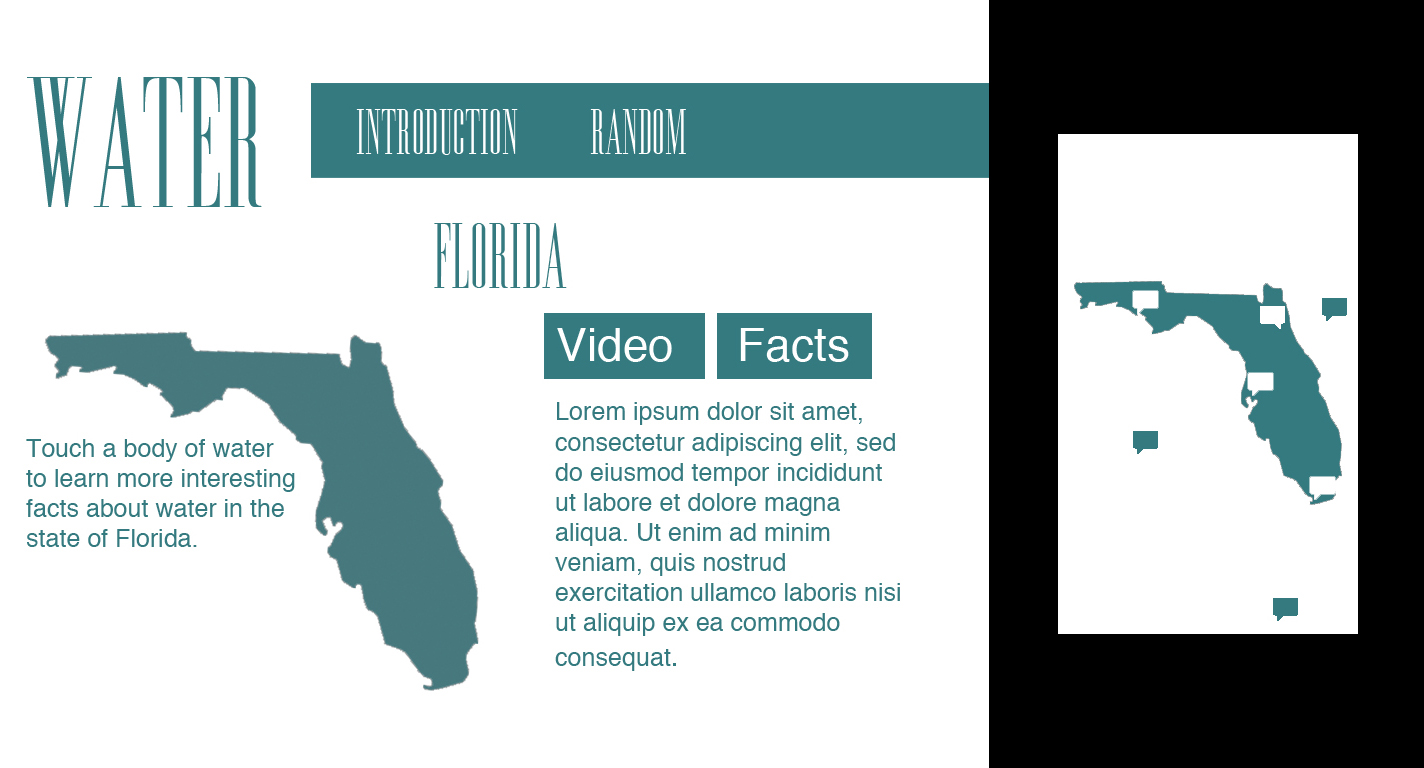 WATER
INTRODUCTION RANDOM
FLORIDA
Video Facts
Touch a body of water
to learn more interesting
facts about water in the
state of Florida.
Lorem ipsum dolor sit amet,
consectetur adipiscing elit, sed
do eiusmod tempor incididunt
ut labore et dolore magna
aliqua. Ut enim ad minim
veniam, quis nostrud
exercitation ullamco laboris nisi
ut aliquip ex ea commodo
consequat.